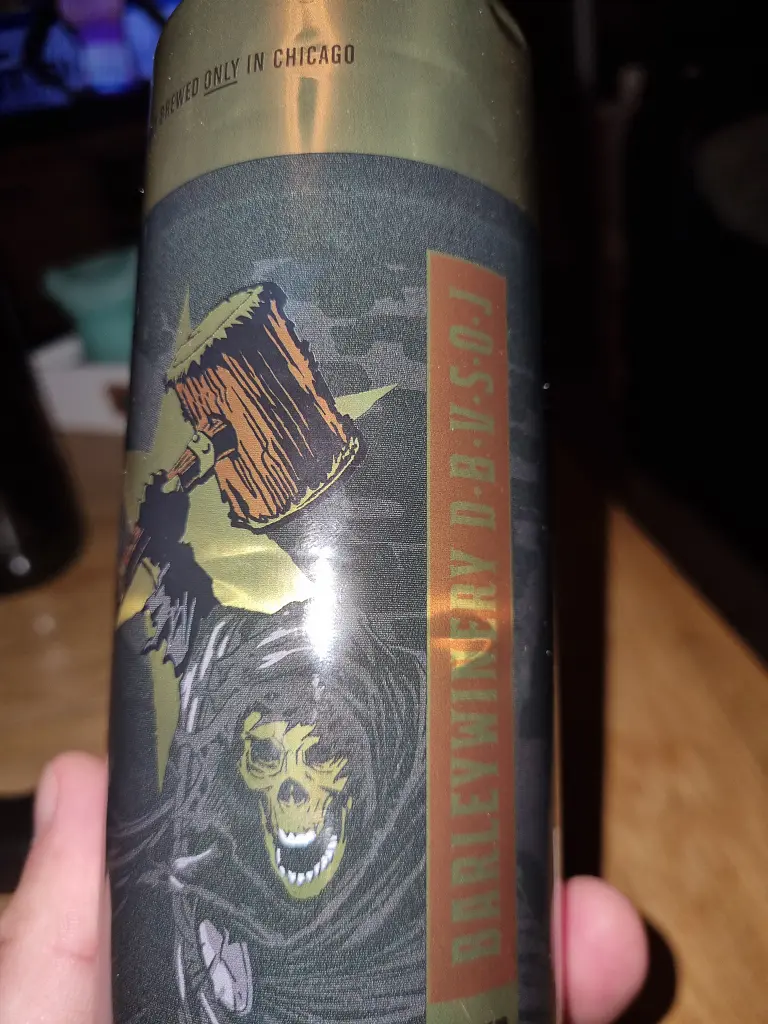 BREWED ONLY IN CHICAGO
BARLEYWINERY D·B·V·S·O·J